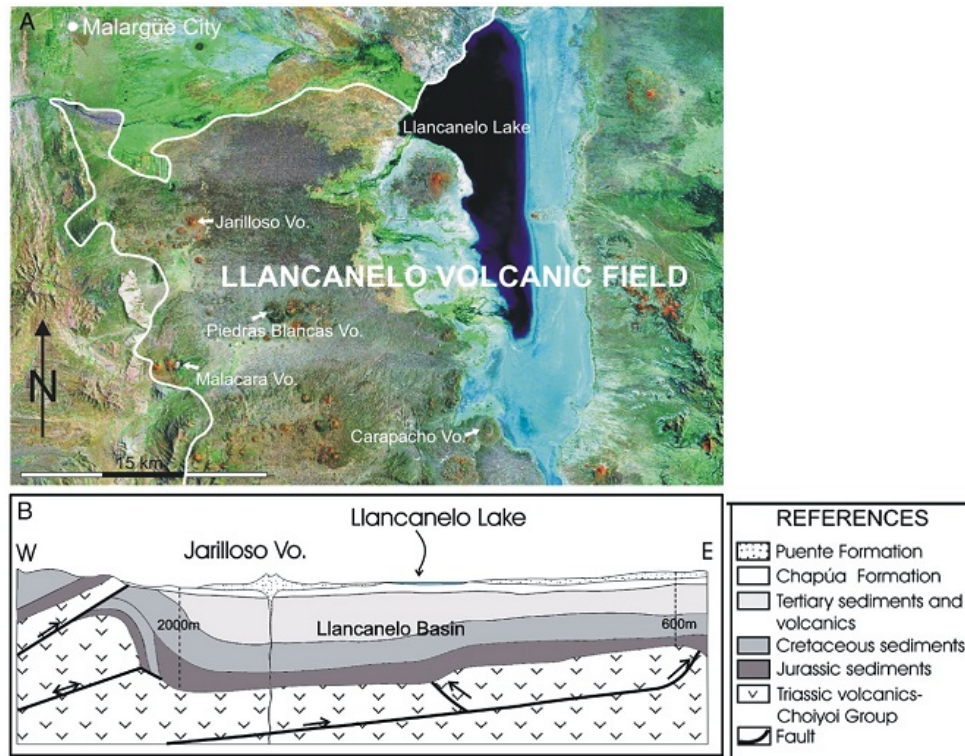 A
Malargüe City
Llancanelo Lake
Jarilloso Vo.
LLANCANELO VOLCANIC FIELD
Piedras Blancas Vo.
Malacara Vo.
N
Carapacho Vo.
15 km
B
Llancanelo Lake
W
Jarilloso Vo.
E
2000m
Llancanelo Basin
600m
REFERENCES
Puente Formation
Chapúa Formation
Tertiary sediments and
volcanics
Cretaceous sediments
Jurassic sediments
Triassic volcanics-
Choiyoi Group
Fault